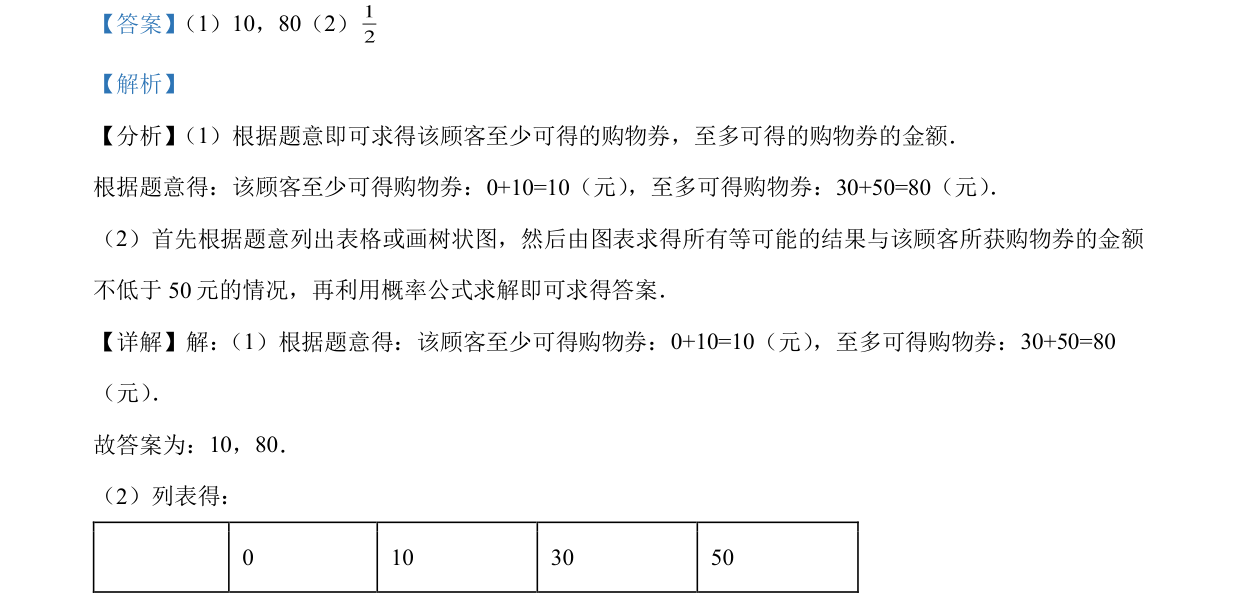 【答案】（1）10，80（2）1/2
【解析】
【分析】（1）根据题意即可求得该顾客至少可得的购物券，至多可得的购物券的金额．
根据题意得：该顾客至少可得购物券：0+10=10（元），至多可得购物券：30+50=80（元）．
（2）首先根据题意列出表格或画树状图，然后由图表求得所有等可能的结果与该顾客所获购物券的金额
不低于 50 元的情况，再利用概率公式求解即可求得答案．
【详解】解：（1）根据题意得：该顾客至少可得购物券：0+10=10（元），至多可得购物券：30+50=80
（元）．
故答案为：10，80．
（2）列表得：
0 10 30 50